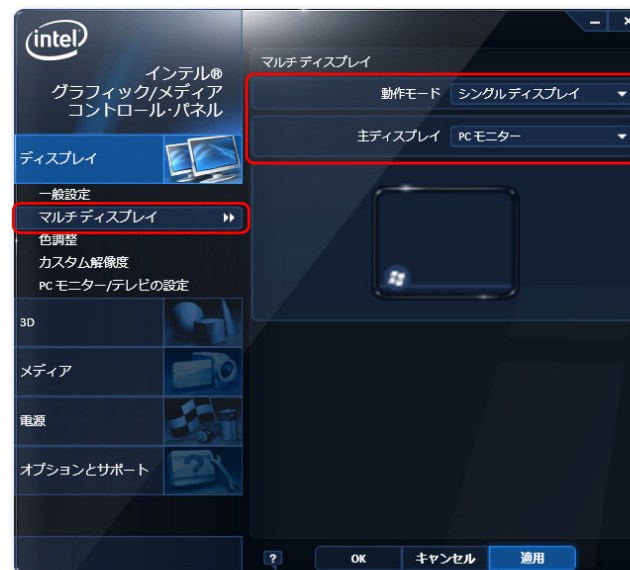 intel
インテル®
グラフィック/メディア
コントロール・パネル
ディスプレイ
一般設定
マルチディスプレイ
色調整
カスタム解像度
PC モニター/テレビの設定
3D
メディア
電源
オプションとサポート
マルチディスプレイ
動作モード シングルディスプレイ
主ディスプレイ PC モニター
? OK キャンセル 適用